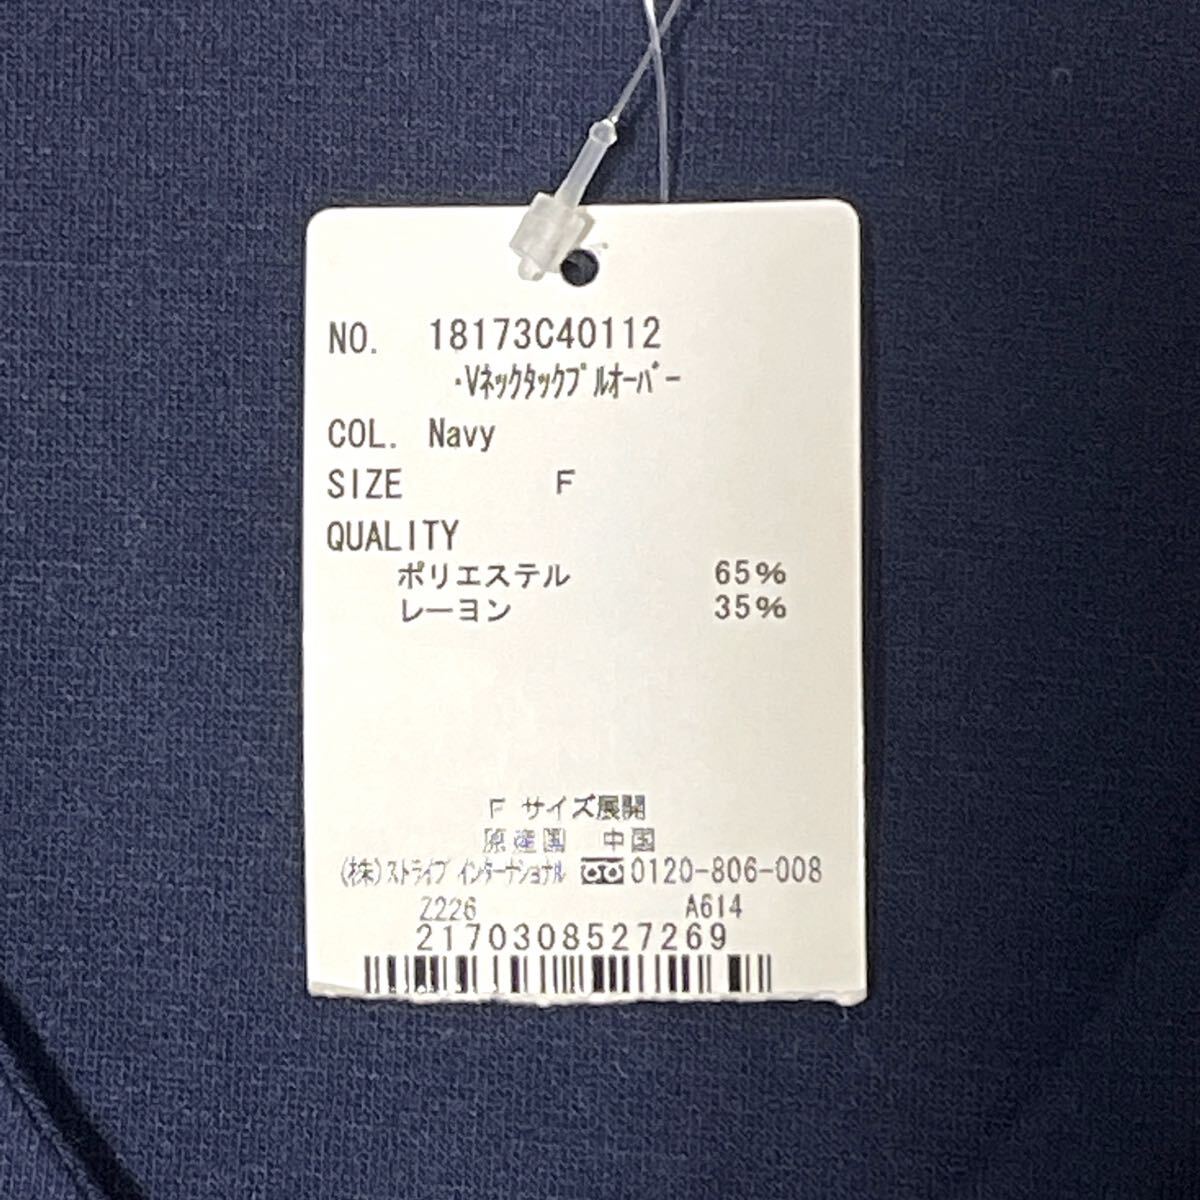 NO. 18173C40112
・Vﾈｯｸﾀｯｸﾌﾟﾙｵｰﾊﾞｰ
COL. Navy
SIZE F
QUALITY
ポリエステル 65%
レーヨン 35%
F サイズ展開
原産国 中国
(株)ｽﾄﾗｲﾌﾟ ｲﾝﾀｰﾅｼｮﾅﾙ 0120-806-008
Z226 A614
2170308527269